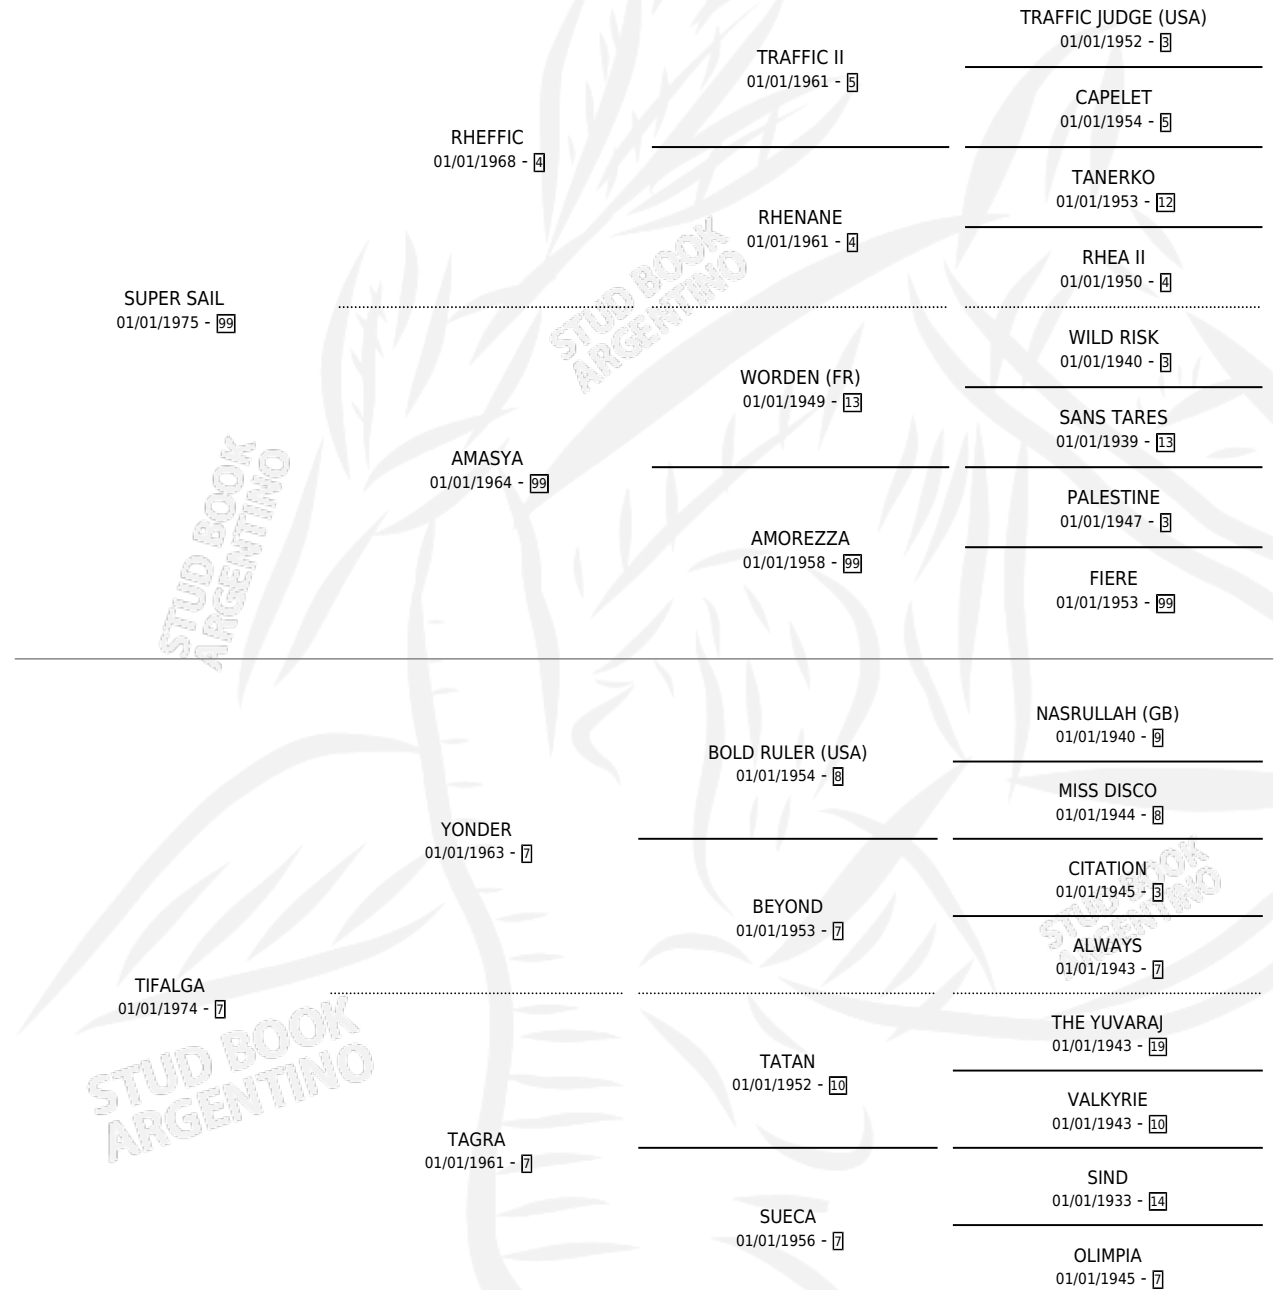 TRAFFIC JUDGE (USA)
01/01/1952 - 3
TRAFFIC II
01/01/1961 - 5
CAPELET
01/01/1954 - 5
RHEFFIC
01/01/1968 - 4
TANERKO
01/01/1953 - 12
RHENANE
01/01/1961 - 4
RHEA II
01/01/1950 - 4
SUPER SAIL
01/01/1975 - 99
WILD RISK
01/01/1940 - 3
WORDEN (FR)
01/01/1949 - 13
SANS TARES
01/01/1939 - 13
AMASYA
01/01/1964 - 99
PALESTINE
01/01/1947 - 3
AMOREZZA
01/01/1958 - 99
FIERE
01/01/1953 - 99
NASRULLAH (GB)
01/01/1940 - 9
BOLD RULER (USA)
01/01/1954 - 8
MISS DISCO
01/01/1944 - 8
YONDER
01/01/1963 - 7
CITATION
01/01/1945 - 3
BEYOND
01/01/1953 - 7
ALWAYS
01/01/1943 - 7
TIFALGA
01/01/1974 - 7
THE YUVARAJ
01/01/1943 - 19
TATAN
01/01/1952 - 10
VALKYRIE
01/01/1943 - 10
TAGRA
01/01/1961 - 7
SIND
01/01/1933 - 14
SUECA
01/01/1956 - 7
OLIMPIA
01/01/1945 - 7
STUD BOOK
ARGENTINO
STUD BOOK
ARGENTINO
STUD BOOK
ARGENTINO
STUD BOOK
ARGENTINO